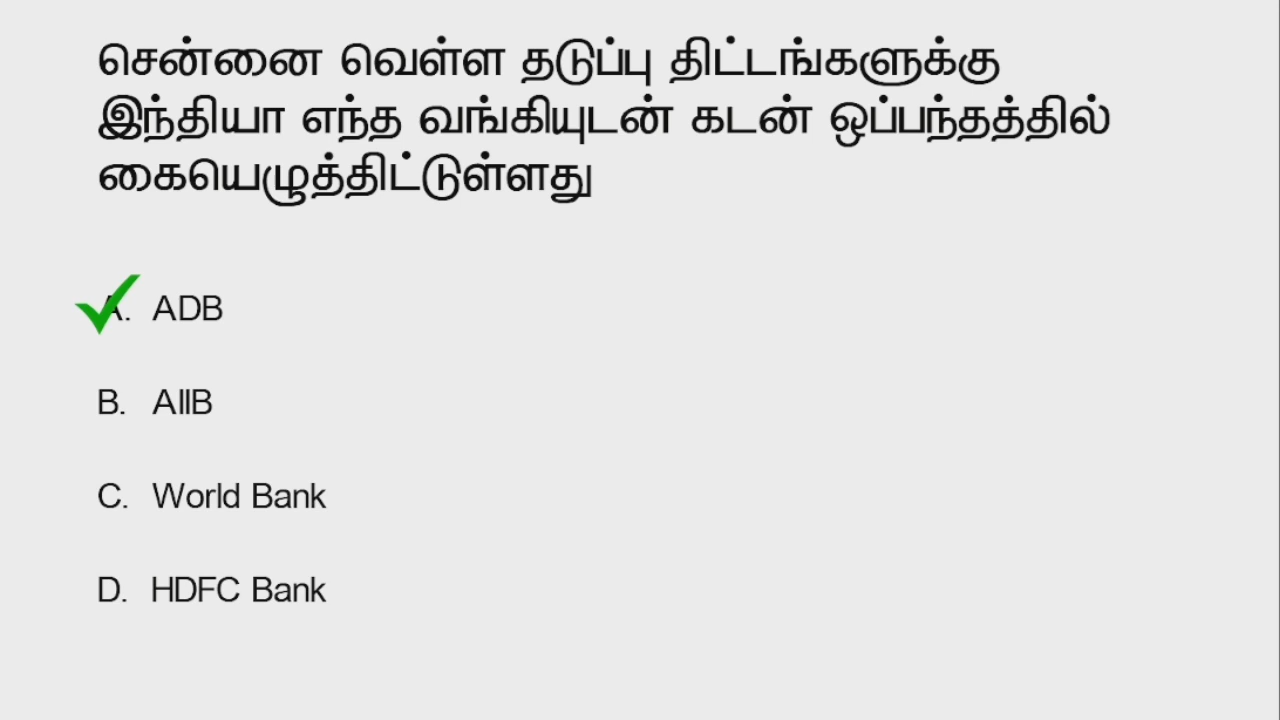 சென்னை வெள்ள தடுப்பு திட்டங்களுக்கு
இந்தியா எந்த வங்கியுடன் கடன் ஒப்பந்தத்தில்
கையெழுத்திட்டுள்ளது
A. ADB
B. AIIB
C. World Bank
D. HDFC Bank